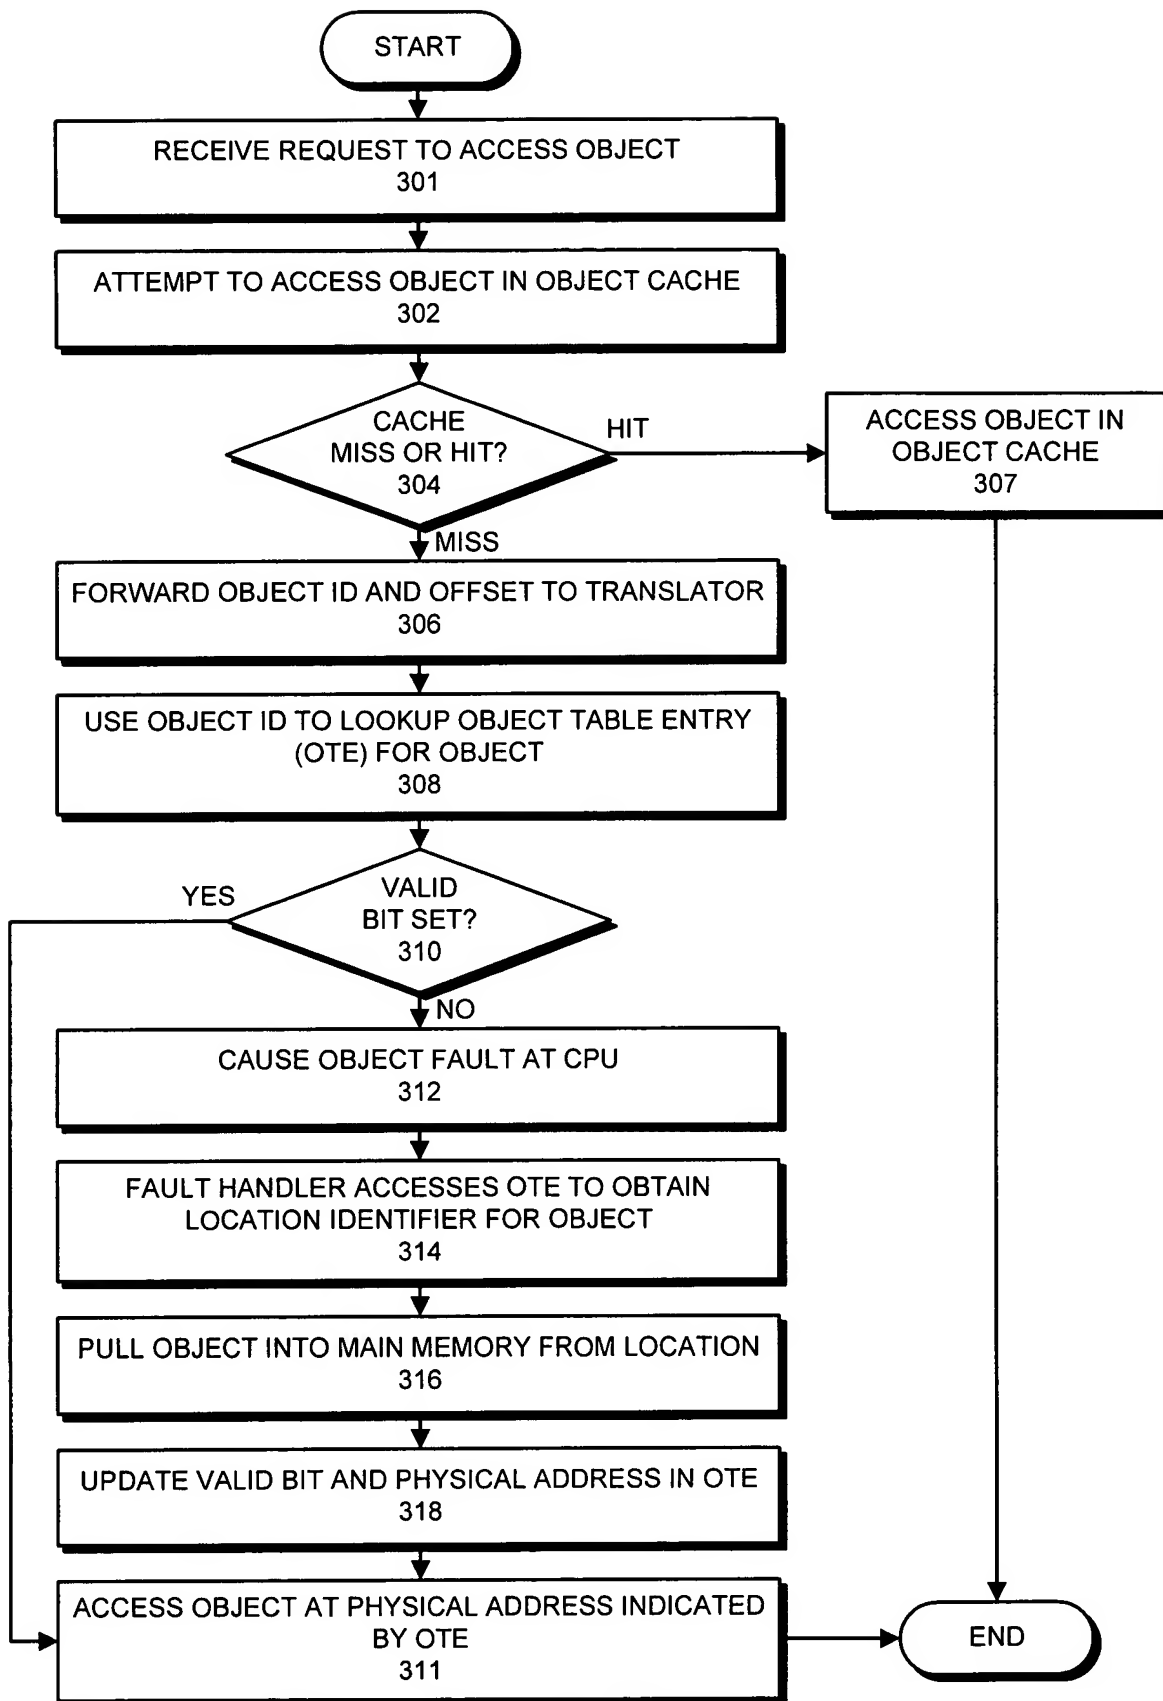 START
RECEIVE REQUEST TO ACCESS OBJECT
301
ATTEMPT TO ACCESS OBJECT IN OBJECT CACHE
302
CACHE
MISS OR HIT?
304
HIT
ACCESS OBJECT IN
OBJECT CACHE
307
MISS
FORWARD OBJECT ID AND OFFSET TO TRANSLATOR
306
USE OBJECT ID TO LOOKUP OBJECT TABLE ENTRY
(OTE) FOR OBJECT
308
YES
VALID
BIT SET?
310
NO
CAUSE OBJECT FAULT AT CPU
312
FAULT HANDLER ACCESSES OTE TO OBTAIN
LOCATION IDENTIFIER FOR OBJECT
314
PULL OBJECT INTO MAIN MEMORY FROM LOCATION
316
UPDATE VALID BIT AND PHYSICAL ADDRESS IN OTE
318
ACCESS OBJECT AT PHYSICAL ADDRESS INDICATED
BY OTE
311
END